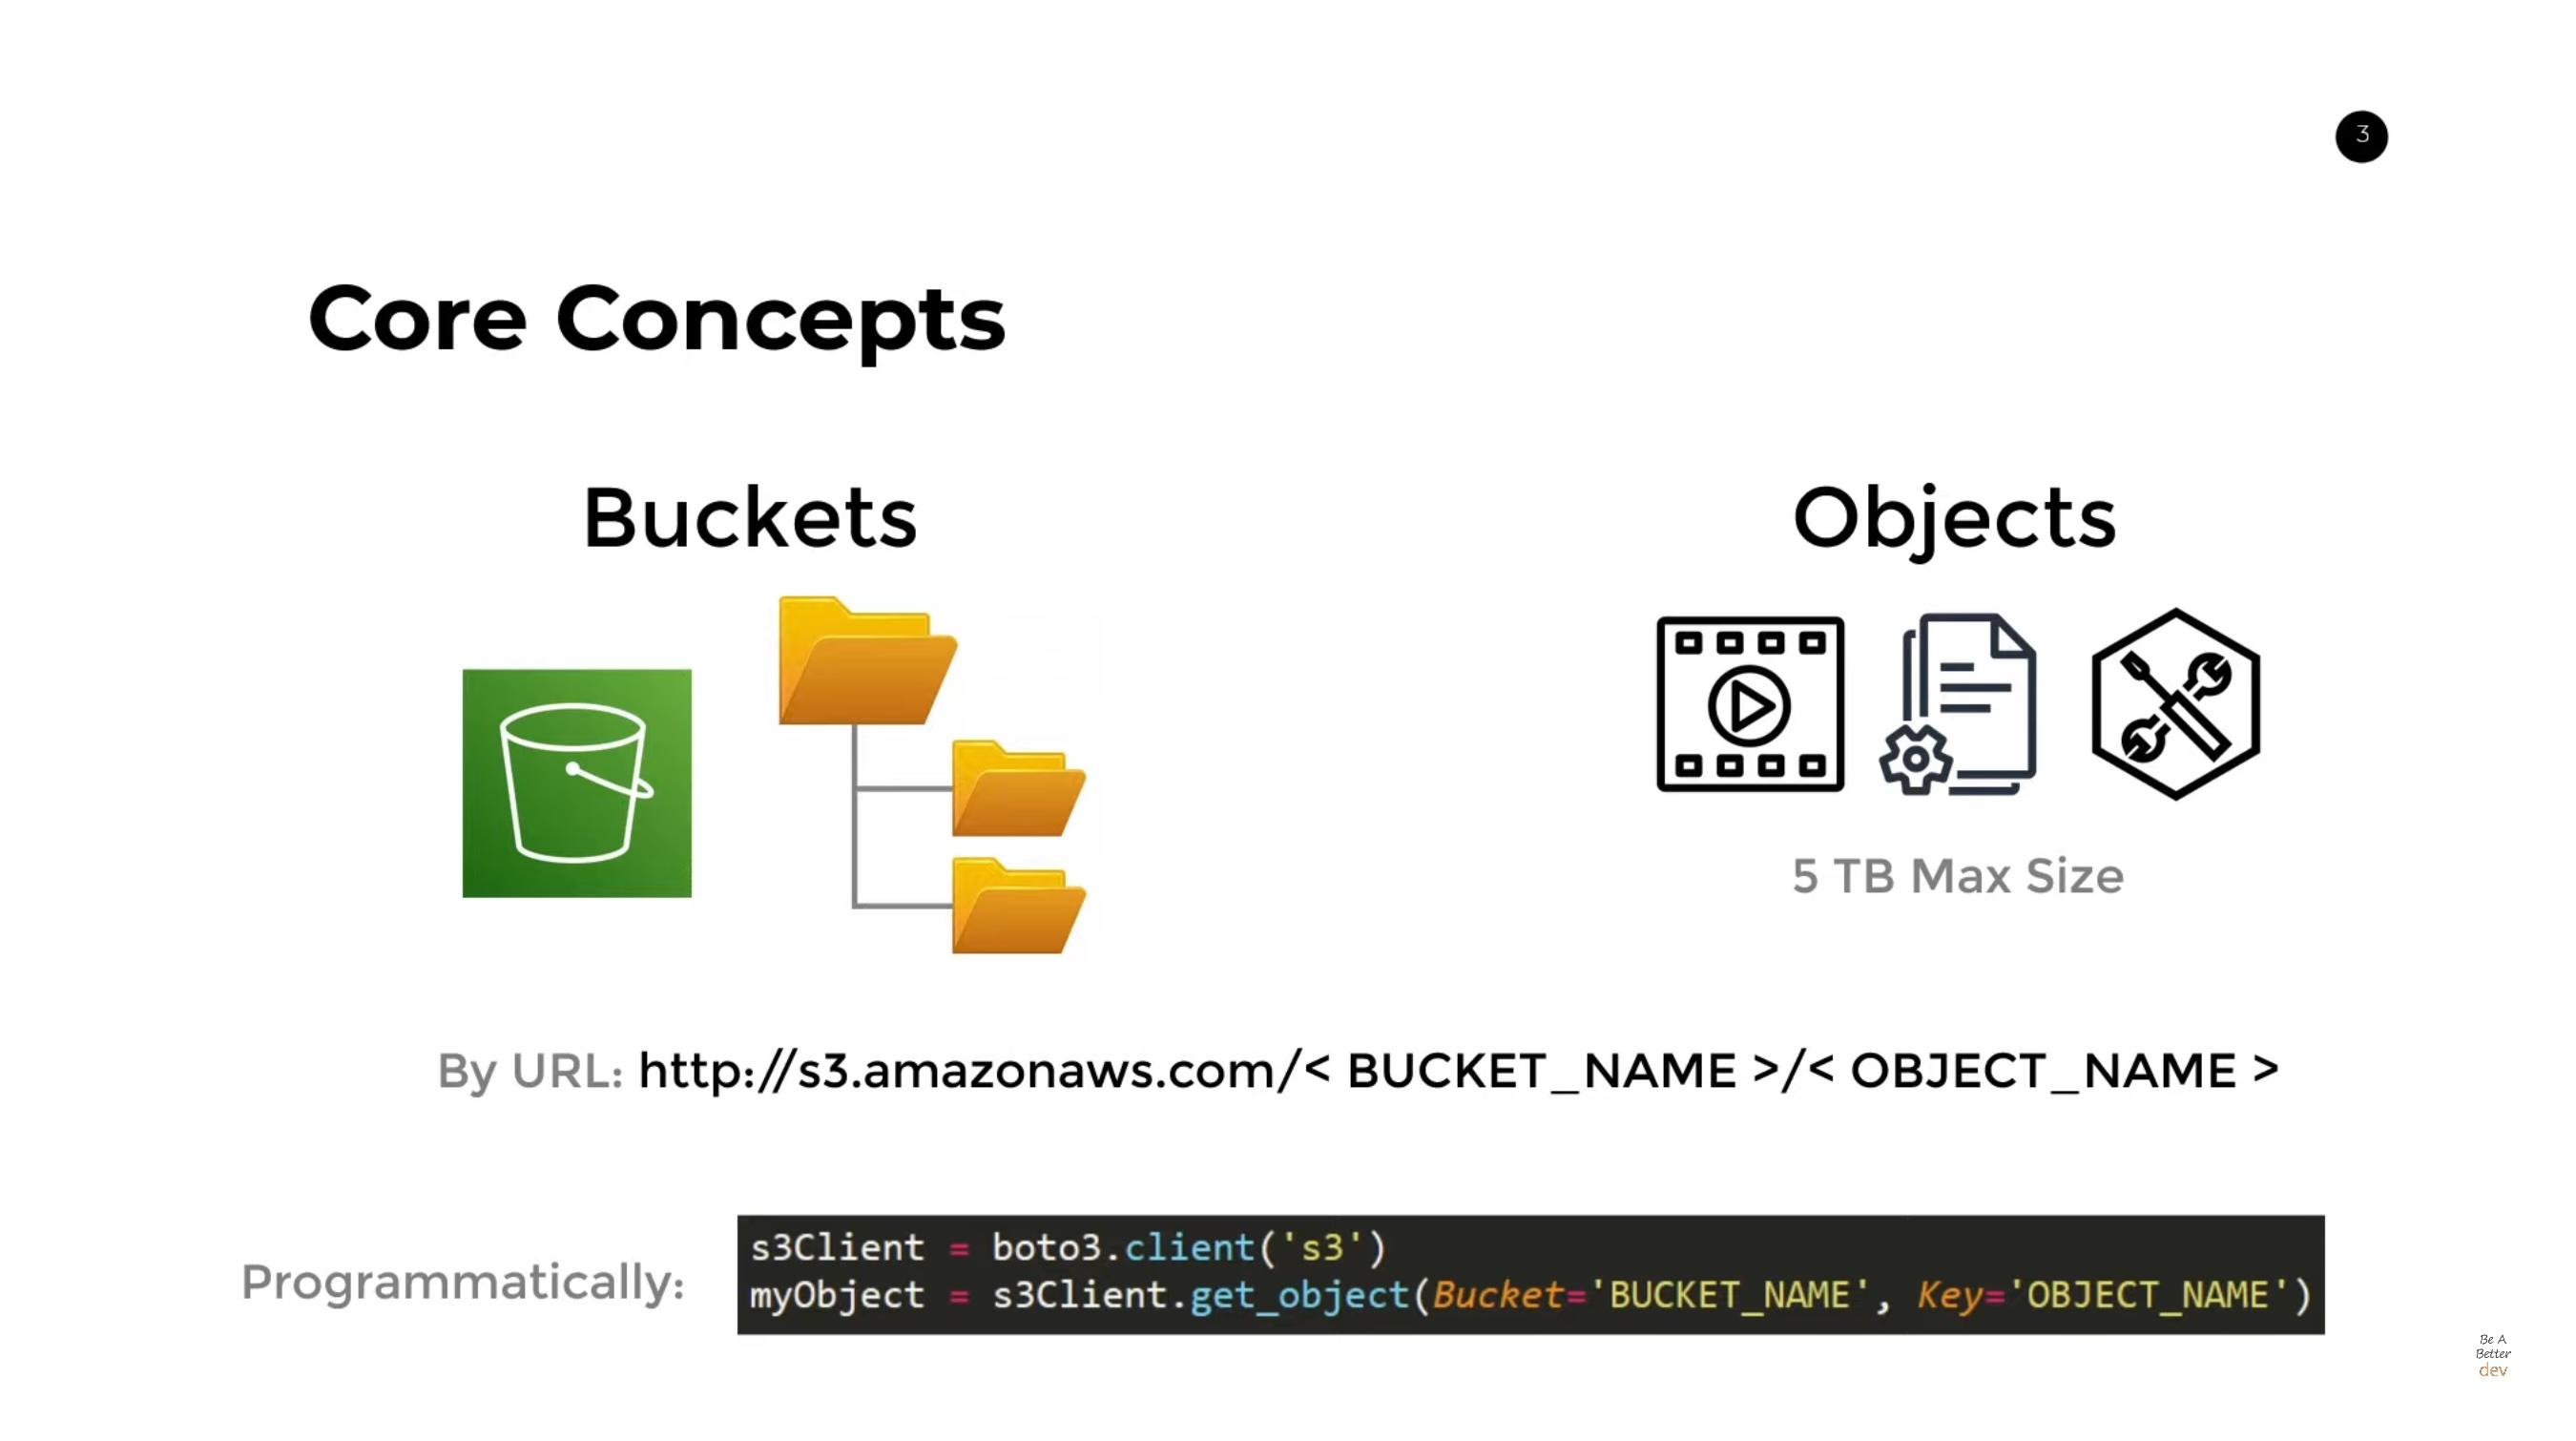 3
Core Concepts
Buckets
Objects
5 TB Max Size
By URL: http://s3.amazonaws.com/< BUCKET_NAME >/< OBJECT_NAME >
Programmatically:
s3Client = boto3.client('s3')
myObject = s3Client.get_object(Bucket='BUCKET_NAME', Key='OBJECT_NAME')
Be A
Better
dev